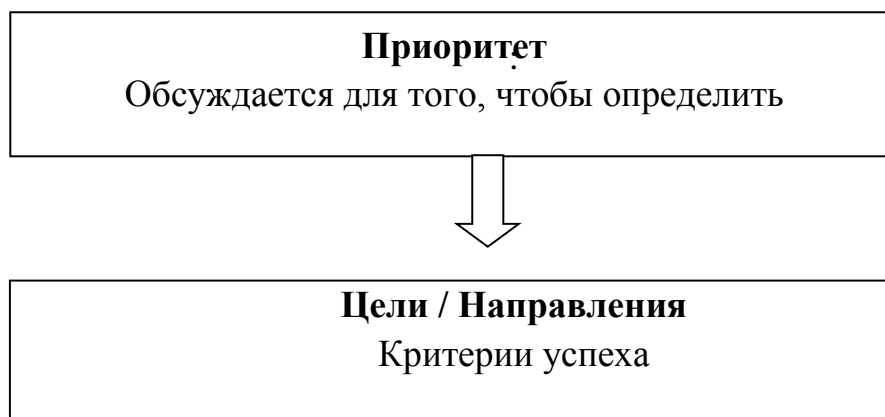 Приоритет
Обсуждается для того, чтобы определить
Цели / Направления
Критерии успеха